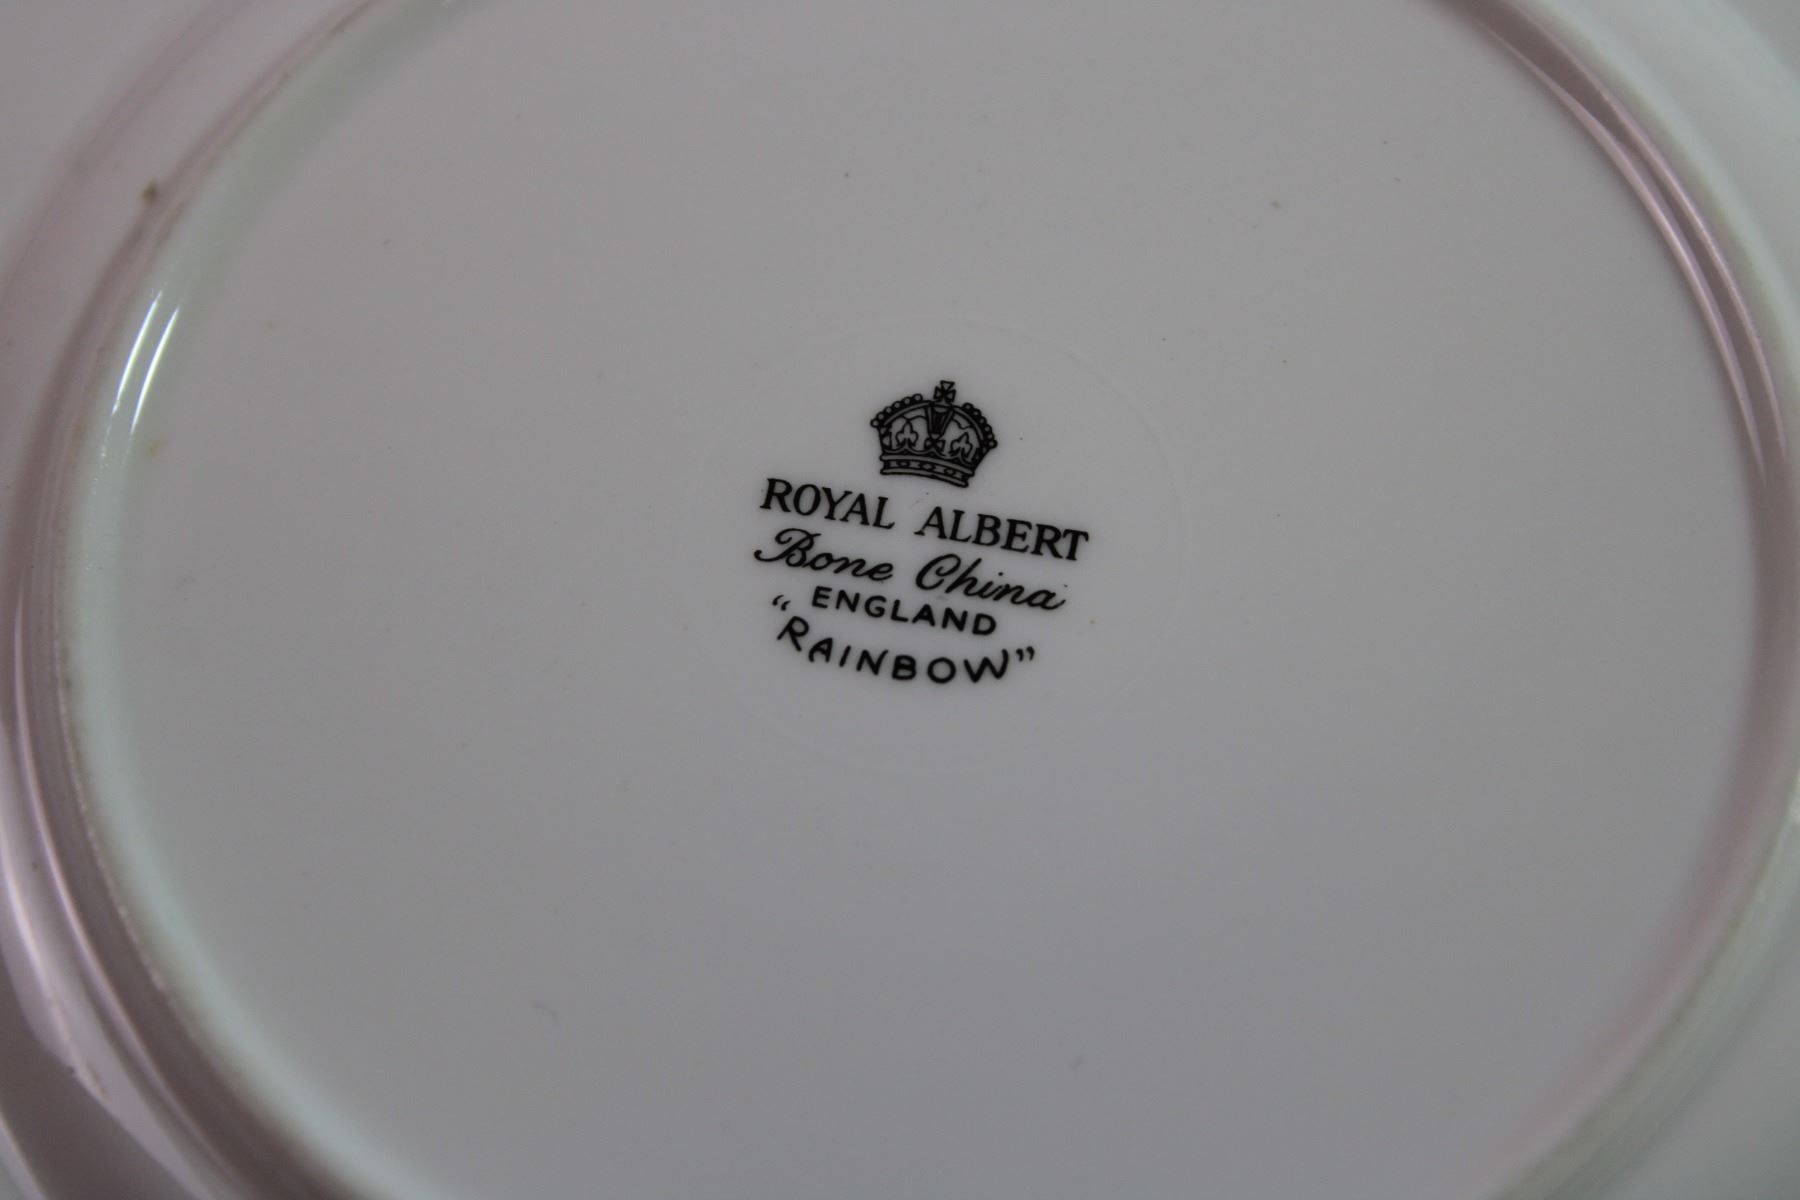 ROYAL ALBERT
Bone China
ENGLAND
"RAINBOW"